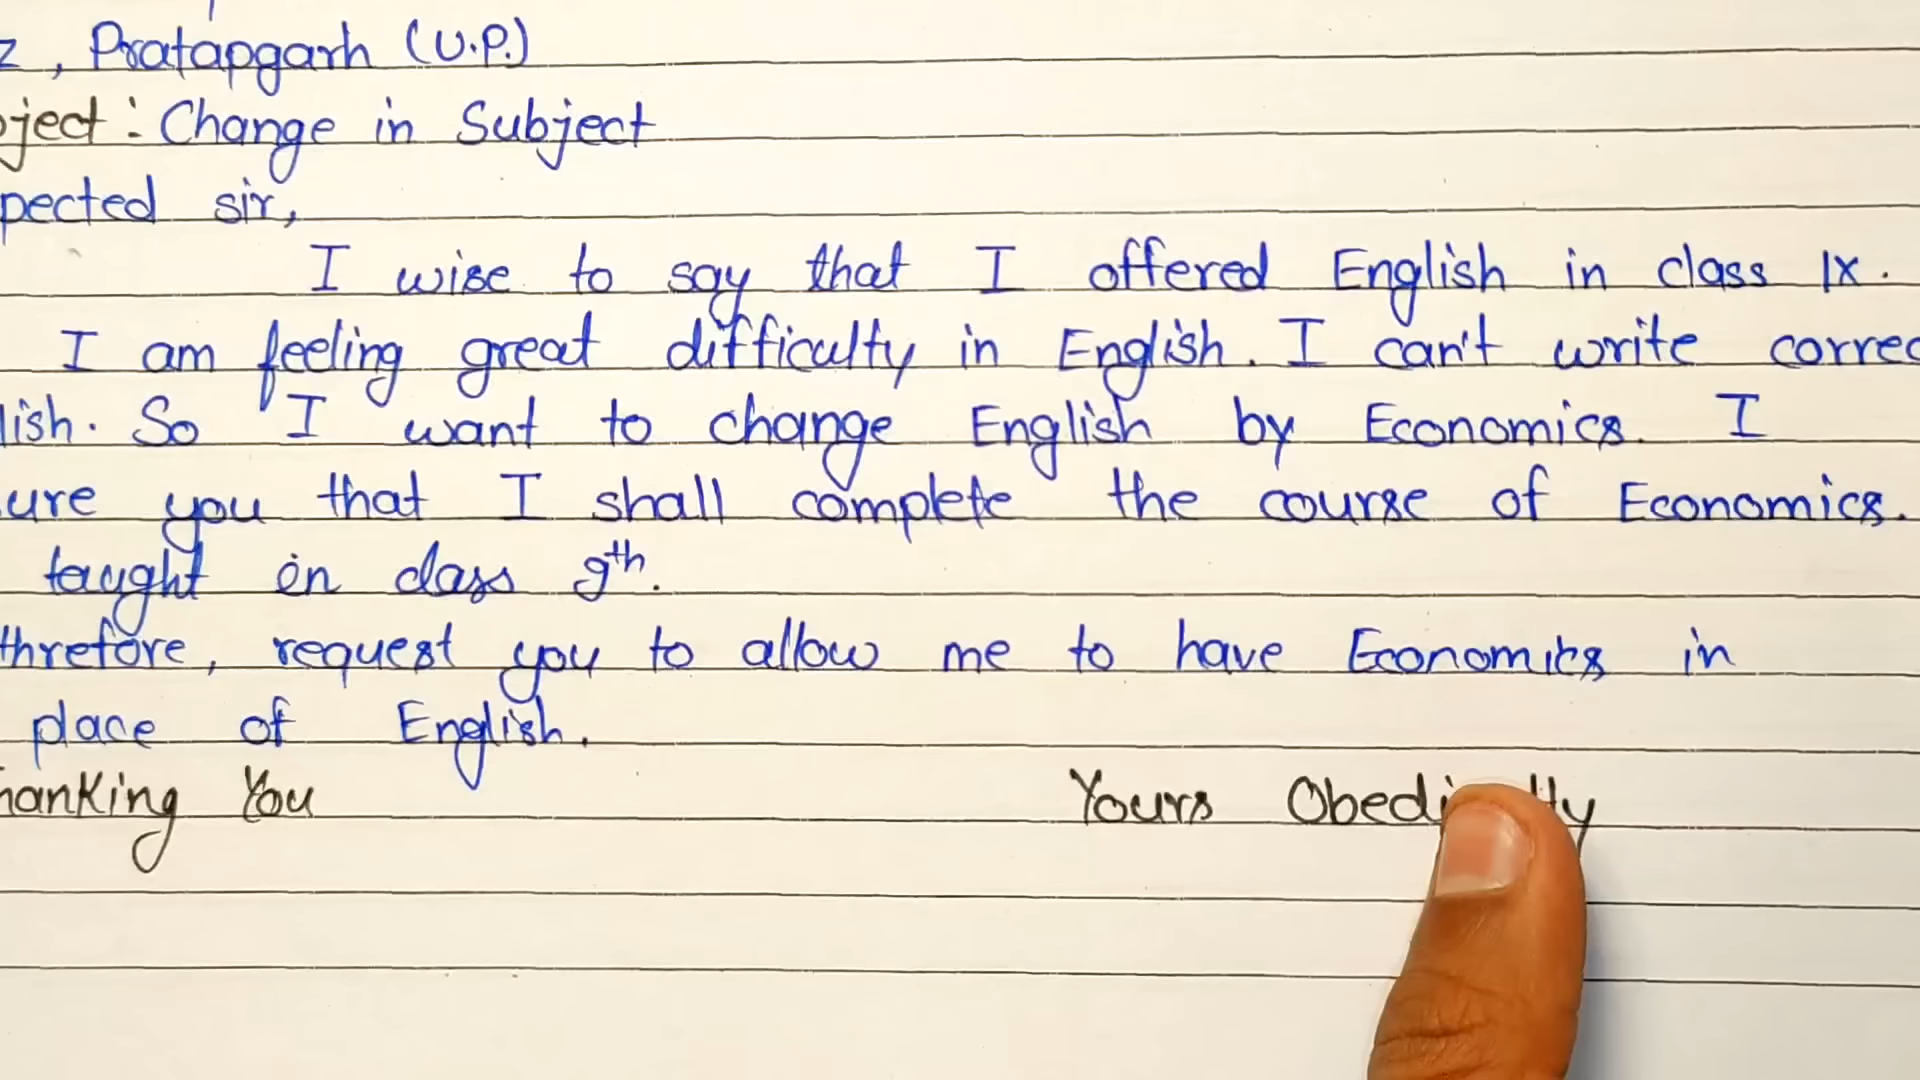 z, Pratapgarh (U.P.)
ject: Change in Subject
pected sir,
I wise to say that I offered English in class IX.
I am feeling great difficulty in English. I can't write correc
lish. So I want to change English by Economics. I
ure you that I shall complete the course of Economics.
taught in class 9th.
threfore, request you to allow me to have Economics in
place of English.
hanking You
Yours